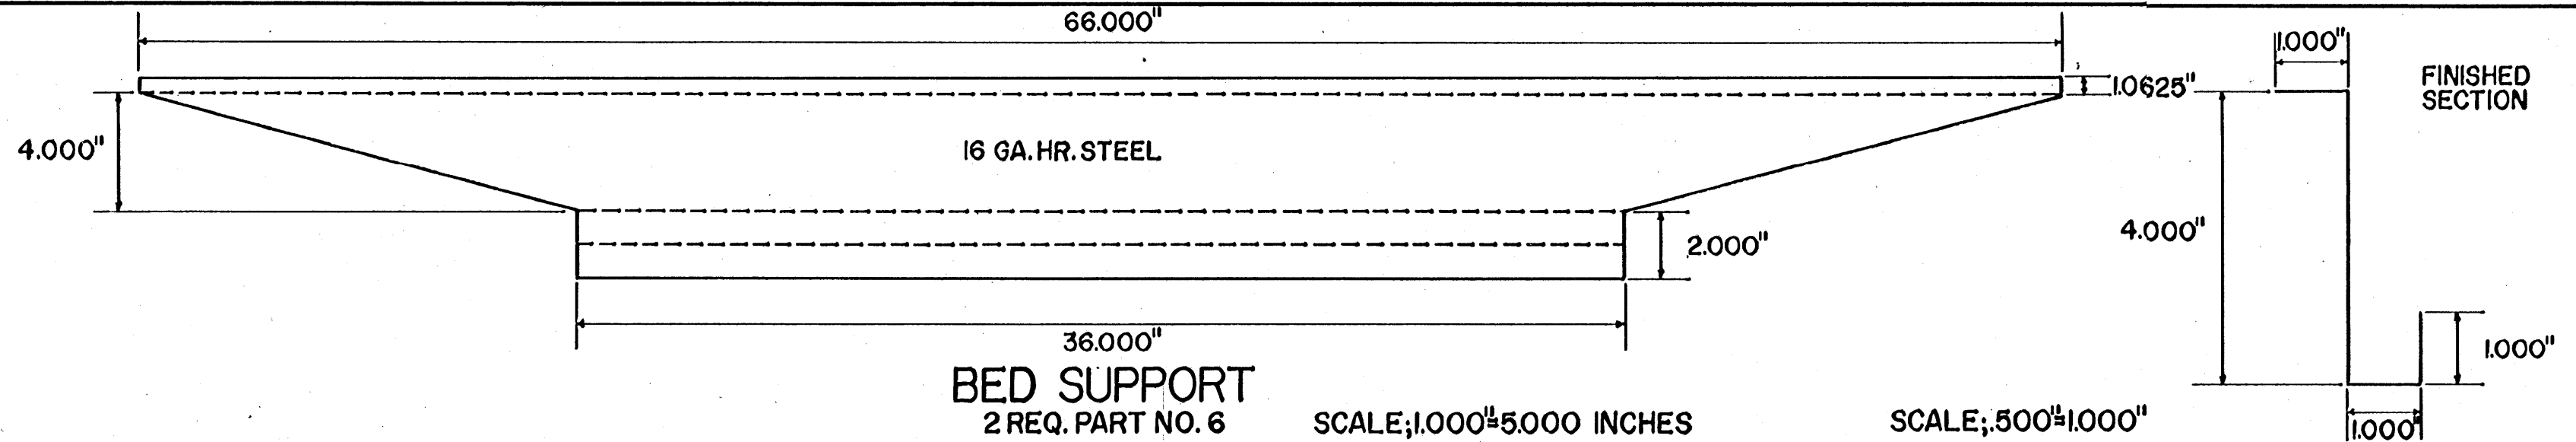 66.000"
1.000"
FINISHED
SECTION
1.0625"
4.000"
16 GA. HR. STEEL
4.000"
2.000"
36.000"
1.000"
BED SUPPORT
2 REQ. PART NO. 6
SCALE; 1.000"=5.000 INCHES
SCALE; .500"=1.000"
1.000"